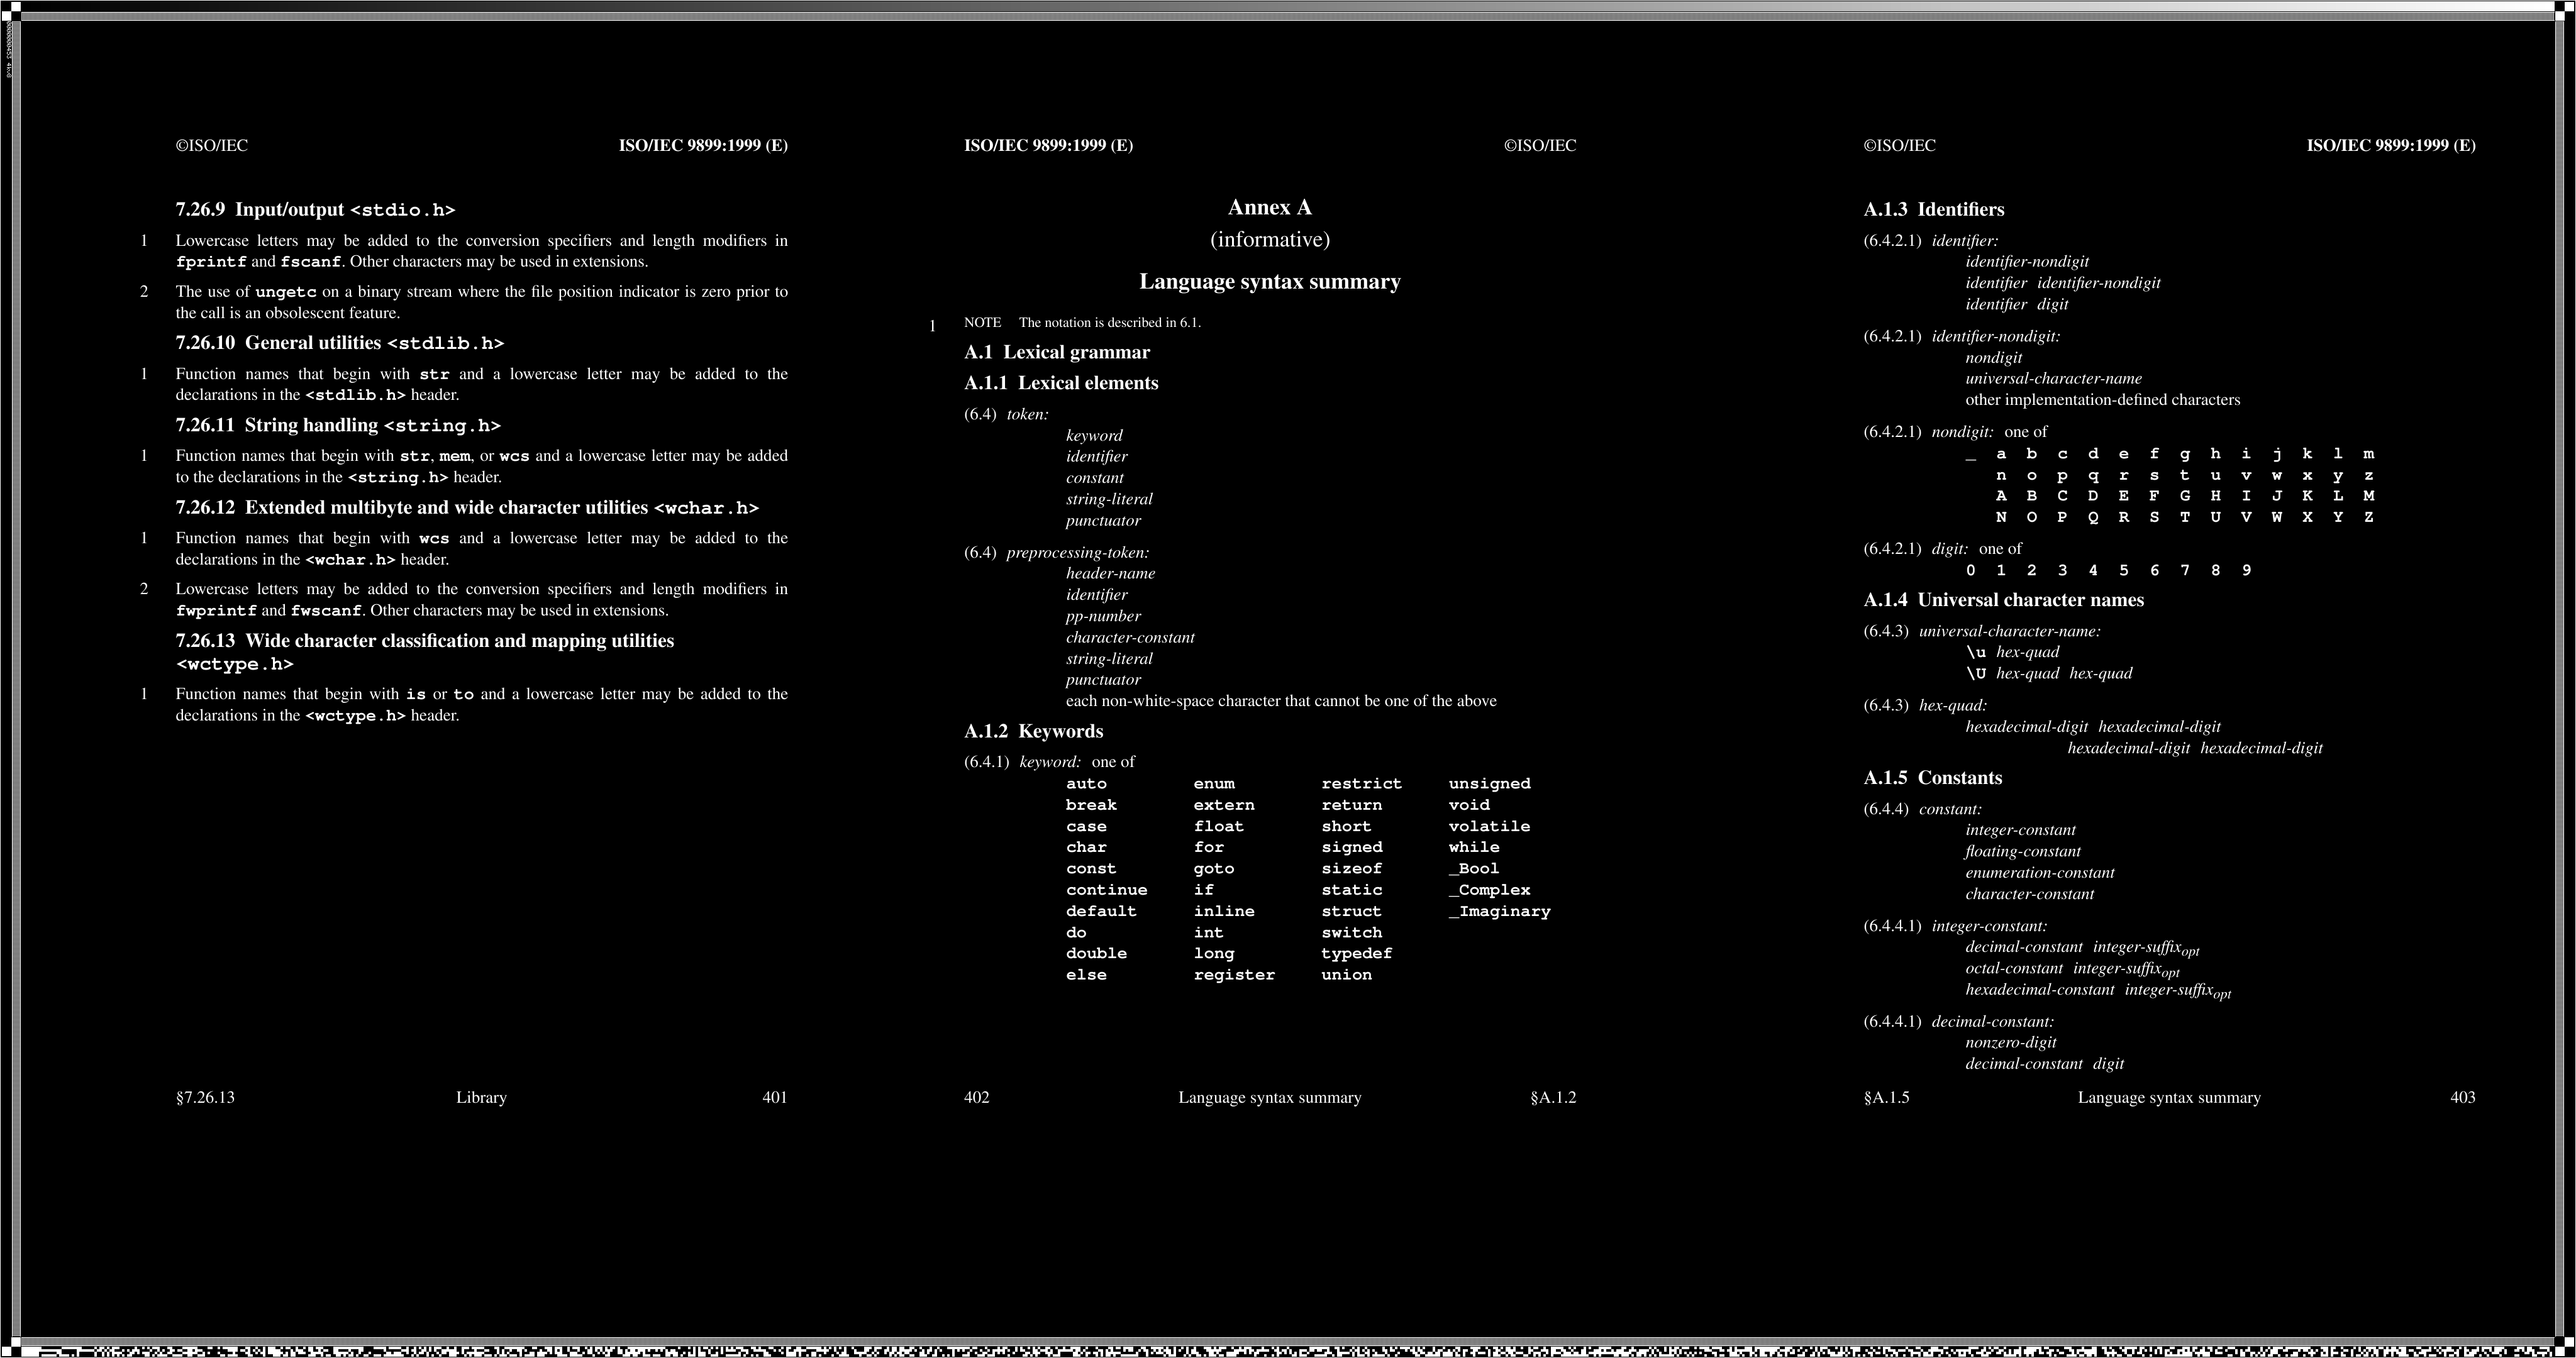 ©ISO/IEC ISO/IEC 9899:1999 (E)
7.26.9 Input/output <stdio.h>
1 Lowercase letters may be added to the conversion specifiers and length modifiers in
fprintf and fscanf. Other characters may be used in extensions.
2 The use of ungetc on a binary stream where the file position indicator is zero prior to
the call is an obsolescent feature.
7.26.10 General utilities <stdlib.h>
1 Function names that begin with str and a lowercase letter may be added to the
declarations in the <stdlib.h> header.
7.26.11 String handling <string.h>
1 Function names that begin with str, mem, or wcs and a lowercase letter may be added
to the declarations in the <string.h> header.
7.26.12 Extended multibyte and wide character utilities <wchar.h>
1 Function names that begin with wcs and a lowercase letter may be added to the
declarations in the <wchar.h> header.
2 Lowercase letters may be added to the conversion specifiers and length modifiers in
fwprintf and fwscanf. Other characters may be used in extensions.
7.26.13 Wide character classification and mapping utilities
<wctype.h>
1 Function names that begin with is or to and a lowercase letter may be added to the
declarations in the <wctype.h> header.
§7.26.13 Library 401
ISO/IEC 9899:1999 (E) ©ISO/IEC
Annex A
(informative)
Language syntax summary
1 NOTE The notation is described in 6.1.
A.1 Lexical grammar
A.1.1 Lexical elements
(6.4) token:
keyword
identifier
constant
string-literal
punctuator
(6.4) preprocessing-token:
header-name
identifier
pp-number
character-constant
string-literal
punctuator
each non-white-space character that cannot be one of the above
A.1.2 Keywords
(6.4.1) keyword: one of
auto enum restrict unsigned
break extern return void
case float short volatile
char for signed while
const goto sizeof _Bool
continue if static _Complex
default inline struct _Imaginary
do int switch
double long typedef
else register union
402 Language syntax summary §A.1.2
©ISO/IEC ISO/IEC 9899:1999 (E)
A.1.3 Identifiers
(6.4.2.1) identifier:
identifier-nondigit
identifier identifier-nondigit
identifier digit
(6.4.2.1) identifier-nondigit:
nondigit
universal-character-name
other implementation-defined characters
(6.4.2.1) nondigit: one of
_ a b c d e f g h i j k l m
n o p q r s t u v w x y z
A B C D E F G H I J K L M
N O P Q R S T U V W X Y Z
(6.4.2.1) digit: one of
0 1 2 3 4 5 6 7 8 9
A.1.4 Universal character names
(6.4.3) universal-character-name:
\u hex-quad
\U hex-quad hex-quad
(6.4.3) hex-quad:
hexadecimal-digit hexadecimal-digit
hexadecimal-digit hexadecimal-digit
A.1.5 Constants
(6.4.4) constant:
integer-constant
floating-constant
enumeration-constant
character-constant
(6.4.4.1) integer-constant:
decimal-constant integer-suffixopt
octal-constant integer-suffixopt
hexadecimal-constant integer-suffixopt
(6.4.4.1) decimal-constant:
nonzero-digit
decimal-constant digit
§A.1.5 Language syntax summary 403